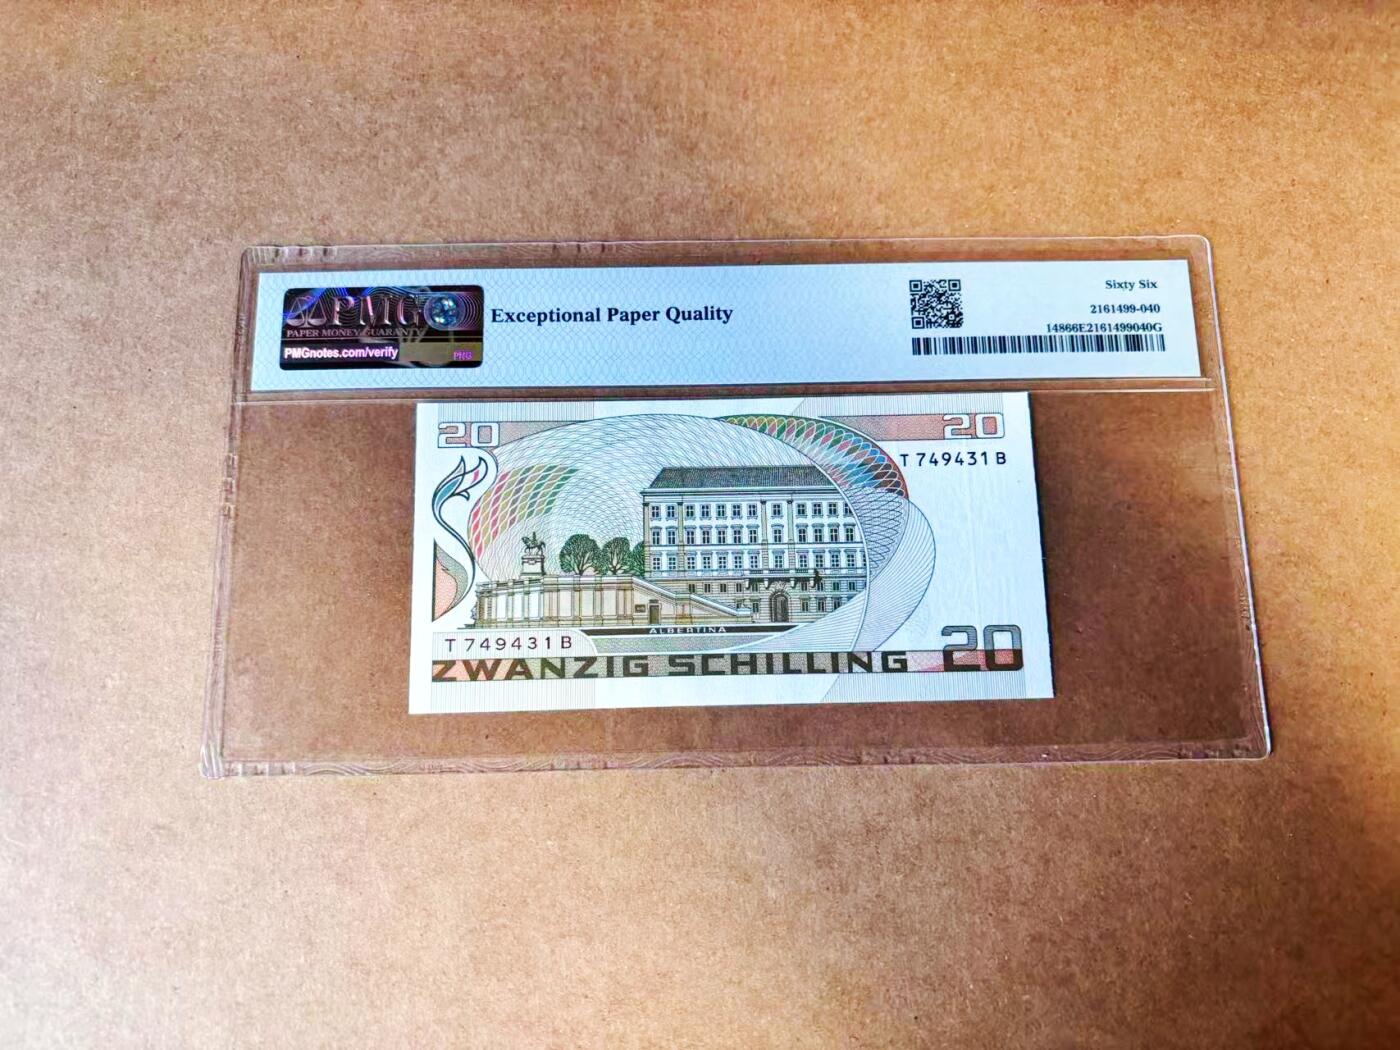 PMG
PAPER MONEY GUARANTY
PMGnotes.com/verify
PMG
Exceptional Paper Quality
Sixty Six
2161499-040
14866E2161499040G
20
20
T 749431 B
ALBERTINA
T 749431 B
ZWANZIG SCHILLING
20